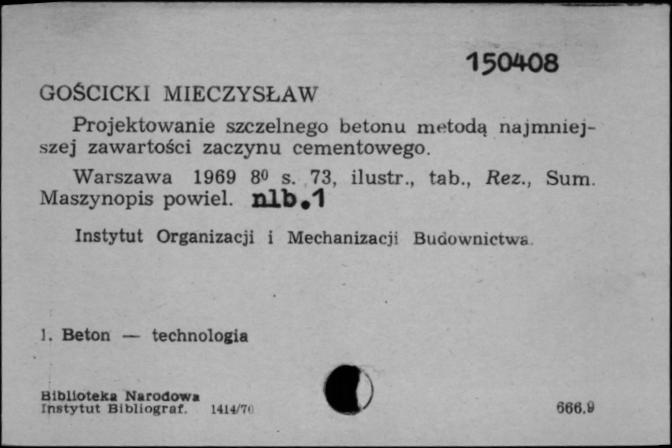 150408
GOŚCICKI MIECZYSŁAW
Projektowanie szczelnego betonu metodą najmniej-
szej zawartości zaczynu cementowego.
Warszawa 1969 8⁰ s. 73, ilustr., tab., Rez., Sum.
Maszynopis powiel. nlb.1
Instytut Organizacji i Mechanizacji Budownictwa.
1. Beton — technologia
Biblioteka Narodowa
Instytut Bibliograf. 1414/70
666.9